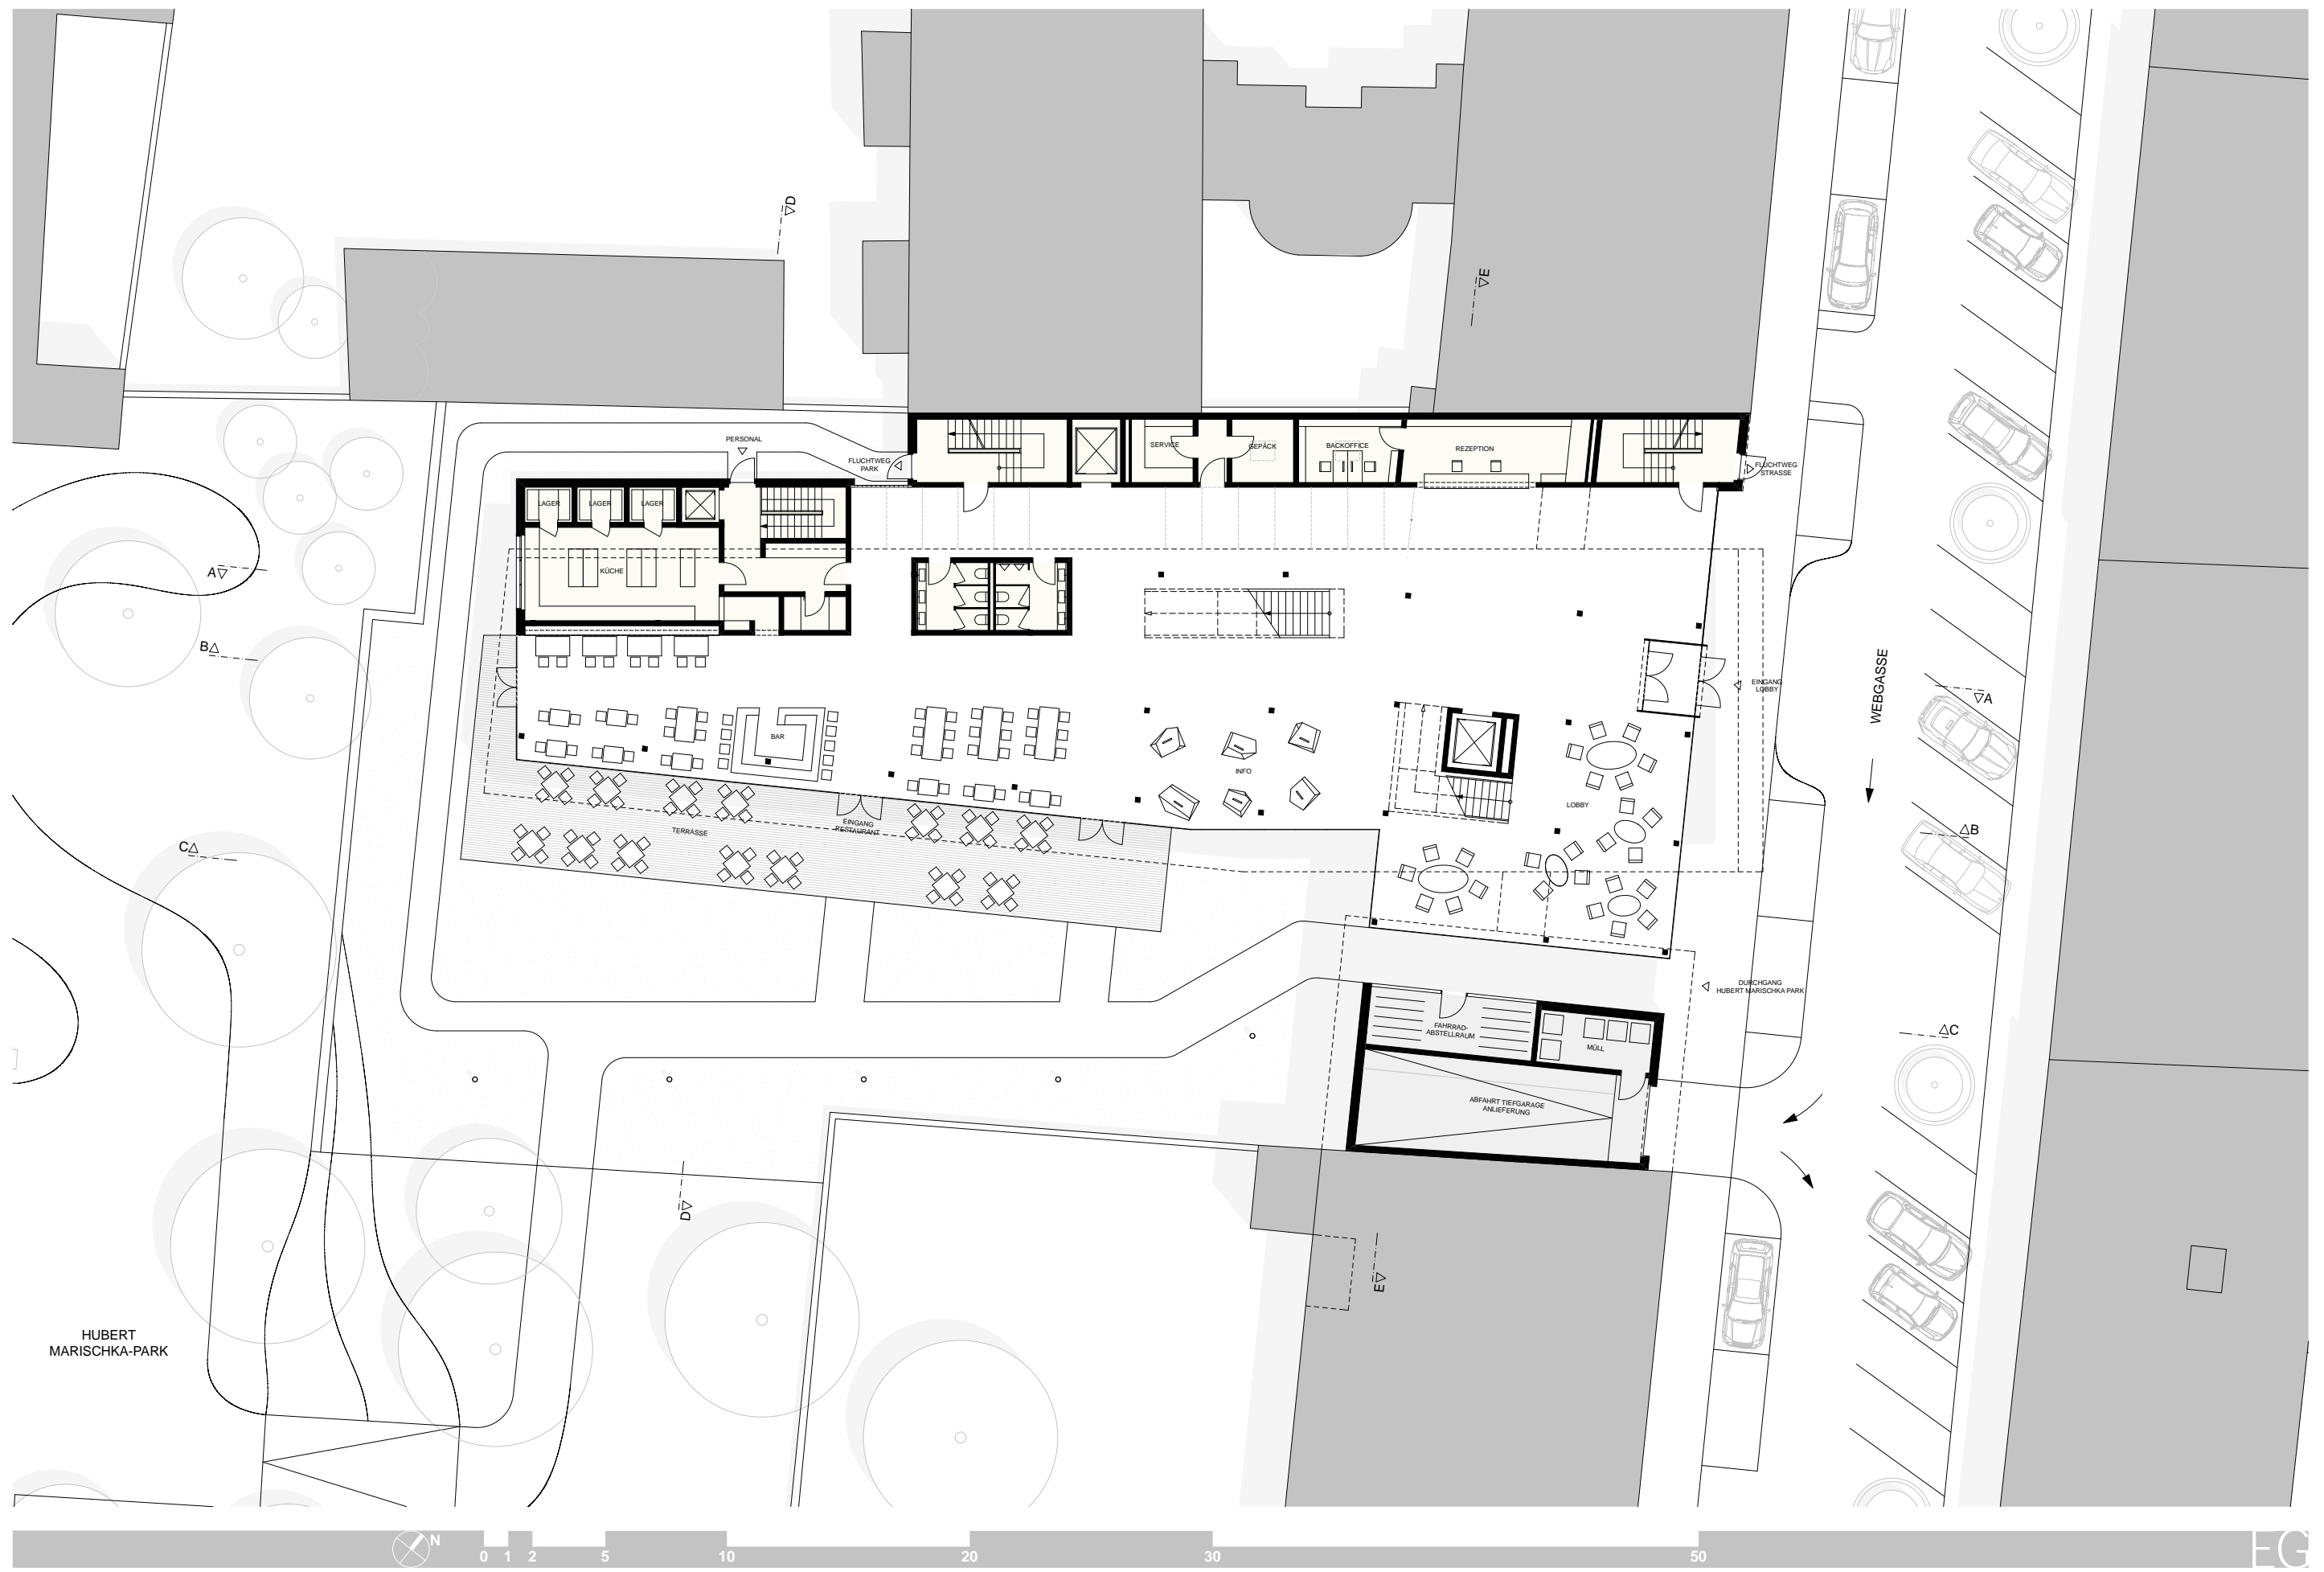 D
E
PERSONAL
FLUCHTWEG
PARK
SERVICE
GEPÄCK
BACKOFFICE
REZEPTION
FLUCHTWEG
STRASSE
LAGER
LAGER
LAGER
KÜCHE
A
B
EINGANG
LOBBY
WEBGASSE
A
BAR
INFO
LOBBY
TERRASSE
EINGANG
RESTAURANT
B
C
DURCHGANG
HUBERT MARISCHKA PARK
FAHRRAD-
ABSTELLRAUM
MÜLL
C
ABFAHRT TIEFGARAGE
ANLIEFERUNG
D
E
HUBERT
MARISCHKA-PARK
N
0 1 2 5 10 20 30 50
EG